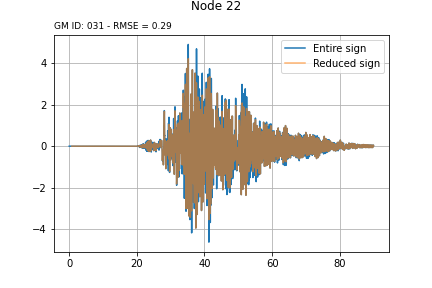 Node 22
GM ID: 031 - RMSE = 0.29
Entire sign
Reduced sign
4
2
0
−2
−4
0 20 40 60 80